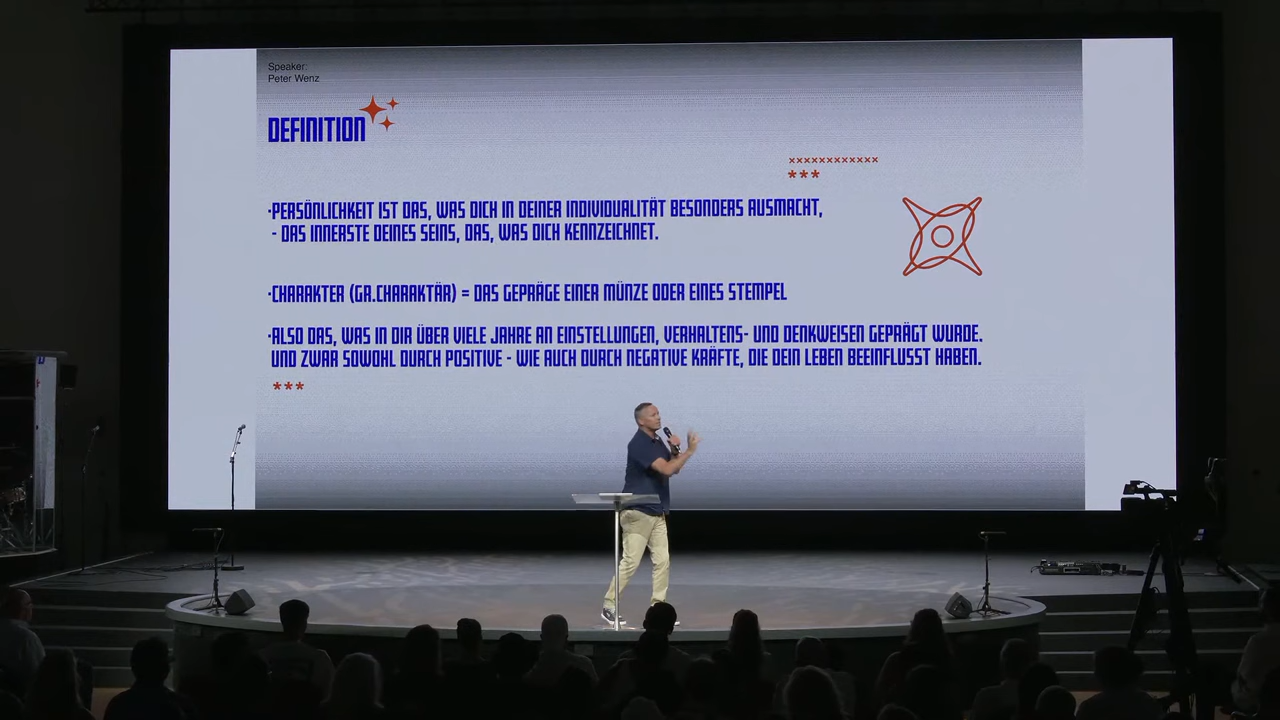 Speaker:
Peter Wenz
DEFINITION
×××××××××××××
***
·PERSÖNLICHKEIT IST DAS, WAS DICH IN DEINER INDIVIDUALITÄT BESONDERS AUSMACHT,
- DAS INNERSTE DEINES SEINS, DAS, WAS DICH KENNZEICHNET.
·CHARAKTER (GR.CHARAKTÄR) = DAS GEPRÄGE EINER MÜNZE ODER EINES STEMPEL
·ALSO DAS, WAS IN DIR ÜBER VIELE JAHRE AN EINSTELLUNGEN, VERHALTENS- UND DENKWEISEN GEPRÄGT WURDE.
UND ZWAR SOWOHL DURCH POSITIVE - WIE AUCH DURCH NEGATIVE KRÄFTE, DIE DEIN LEBEN BEEINFLUSST HABEN.
***